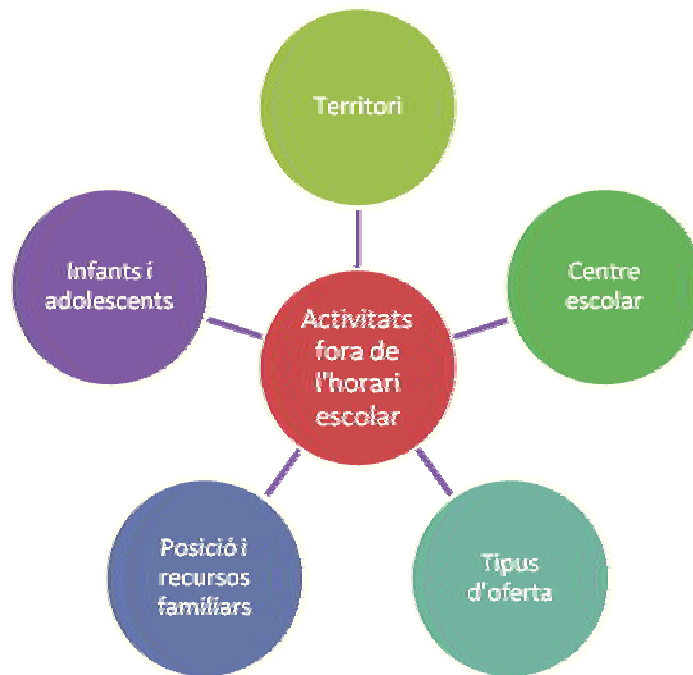 Territori
Infants i
adolescents
Centre
escolar
Activitats
fora de
l'horari
escolar
Posició i
recursos
familiars
Tipus
d'oferta